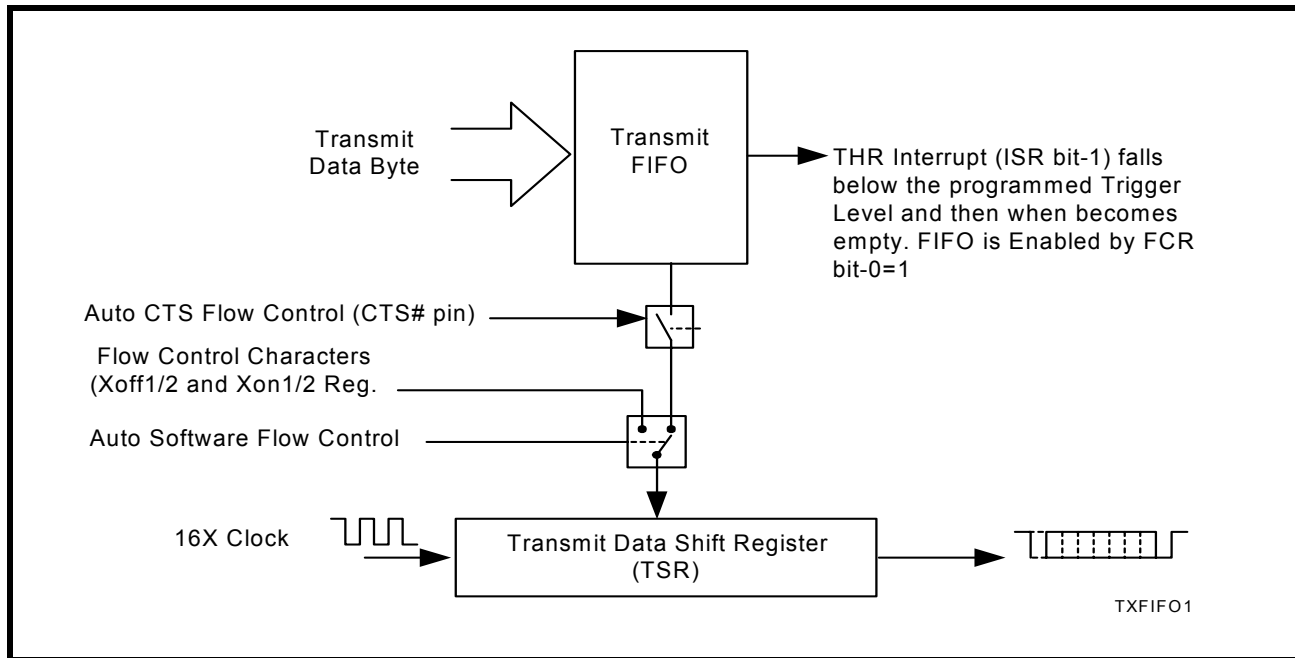 Transmit
Data Byte
Transmit
FIFO
THR Interrupt (ISR bit-1) falls
below the programmed Trigger
Level and then when becomes
empty. FIFO is Enabled by FCR
bit-0=1
Auto CTS Flow Control (CTS# pin)
Flow Control Characters
(Xoff1/2 and Xon1/2 Reg.
Auto Software Flow Control
16X Clock
Transmit Data Shift Register
(TSR)
TXFIFO1